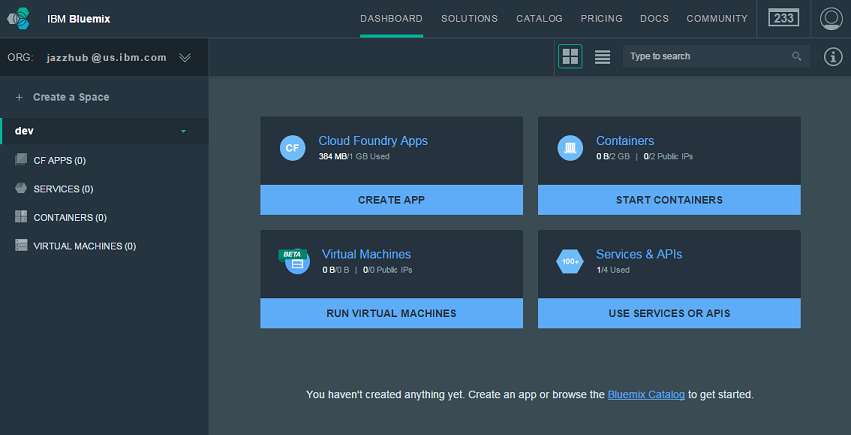 IBM Bluemix
DASHBOARD SOLUTIONS CATALOG PRICING DOCS COMMUNITY 233
ORG: jazzhub @us.ibm.com
Type to search
+ Create a Space
dev
CF APPS (0)
SERVICES (0)
CONTAINERS (0)
VIRTUAL MACHINES (0)
CF
Cloud Foundry Apps
384 MB/1 GB Used
CREATE APP
Containers
0 B/2 GB | 0/2 Public IPs
START CONTAINERS
BETA
Virtual Machines
0 B/0 B | 0/0 Public IPs
RUN VIRTUAL MACHINES
100+
Services & APIs
1/4 Used
USE SERVICES OR APIS
You haven't created anything yet. Create an app or browse the Bluemix Catalog to get started.